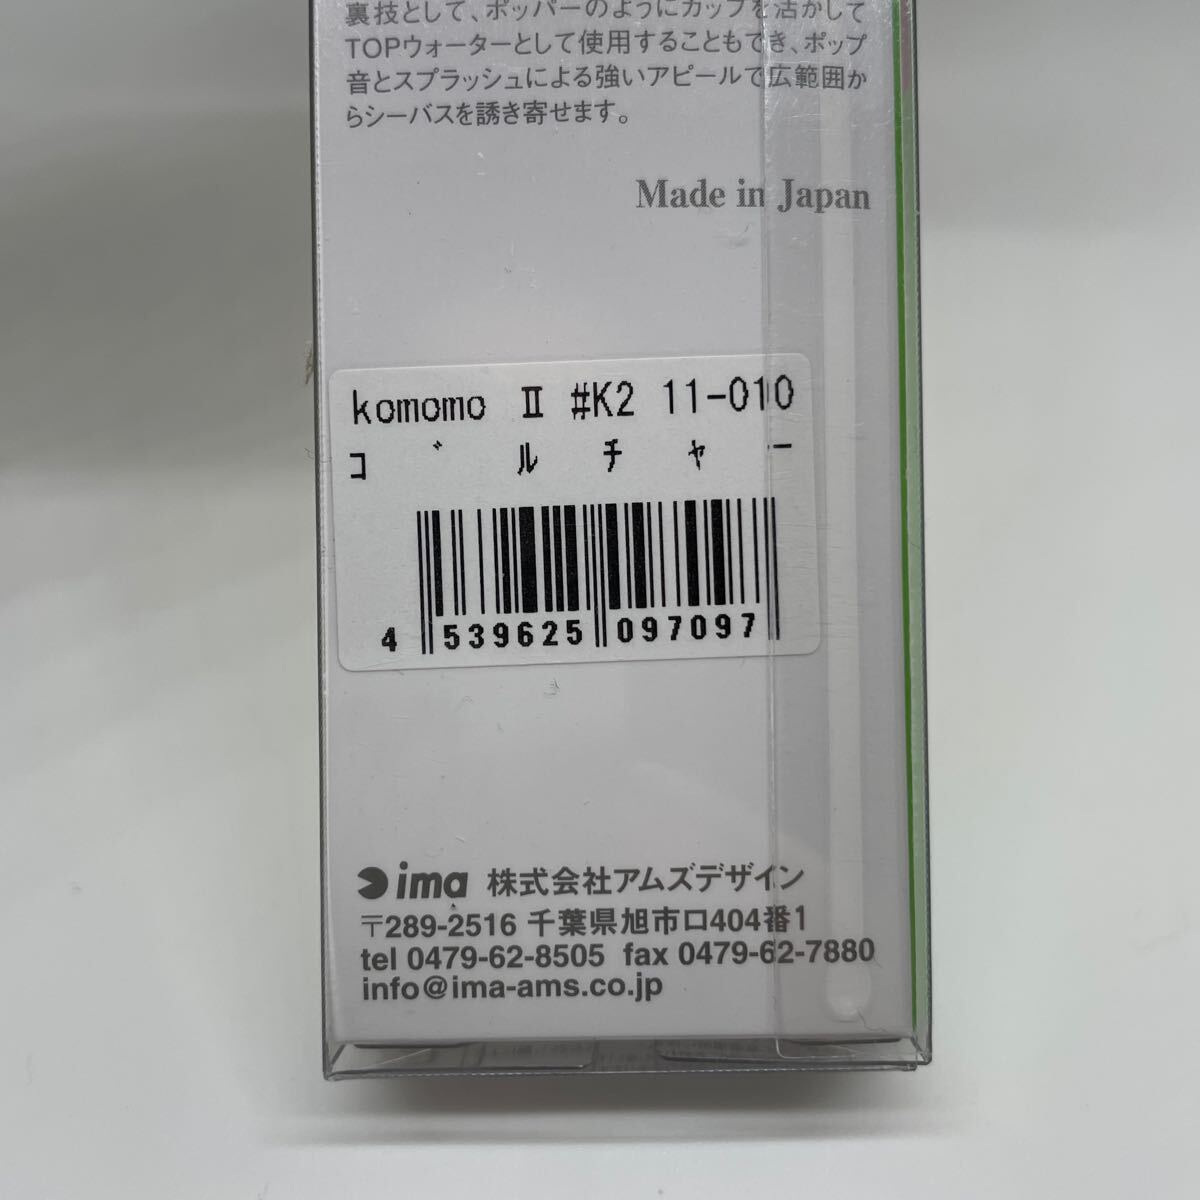 裏技として、ポッパーのようにカップを活かして
TOPウォーターとして使用することもでき、ポップ
音とスプラッシュによる強いアピールで広範囲か
らシーバスを誘き寄せます。
Made in Japan
komomo Ⅱ #K2 11-010
コ゛ルチャー
4 539625 097097
ima 株式会社アムズデザイン
〒289-2516 千葉県旭市ロ404番1
tel 0479-62-8505 fax 0479-62-7880
info@ima-ams.co.jp